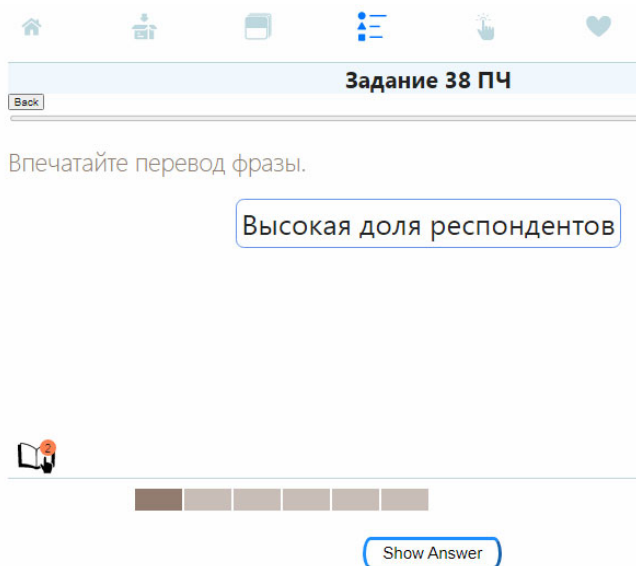 Задание 38 ПЧ
Back
Впечатайте перевод фразы.
Высокая доля респондентов
2
Show Answer